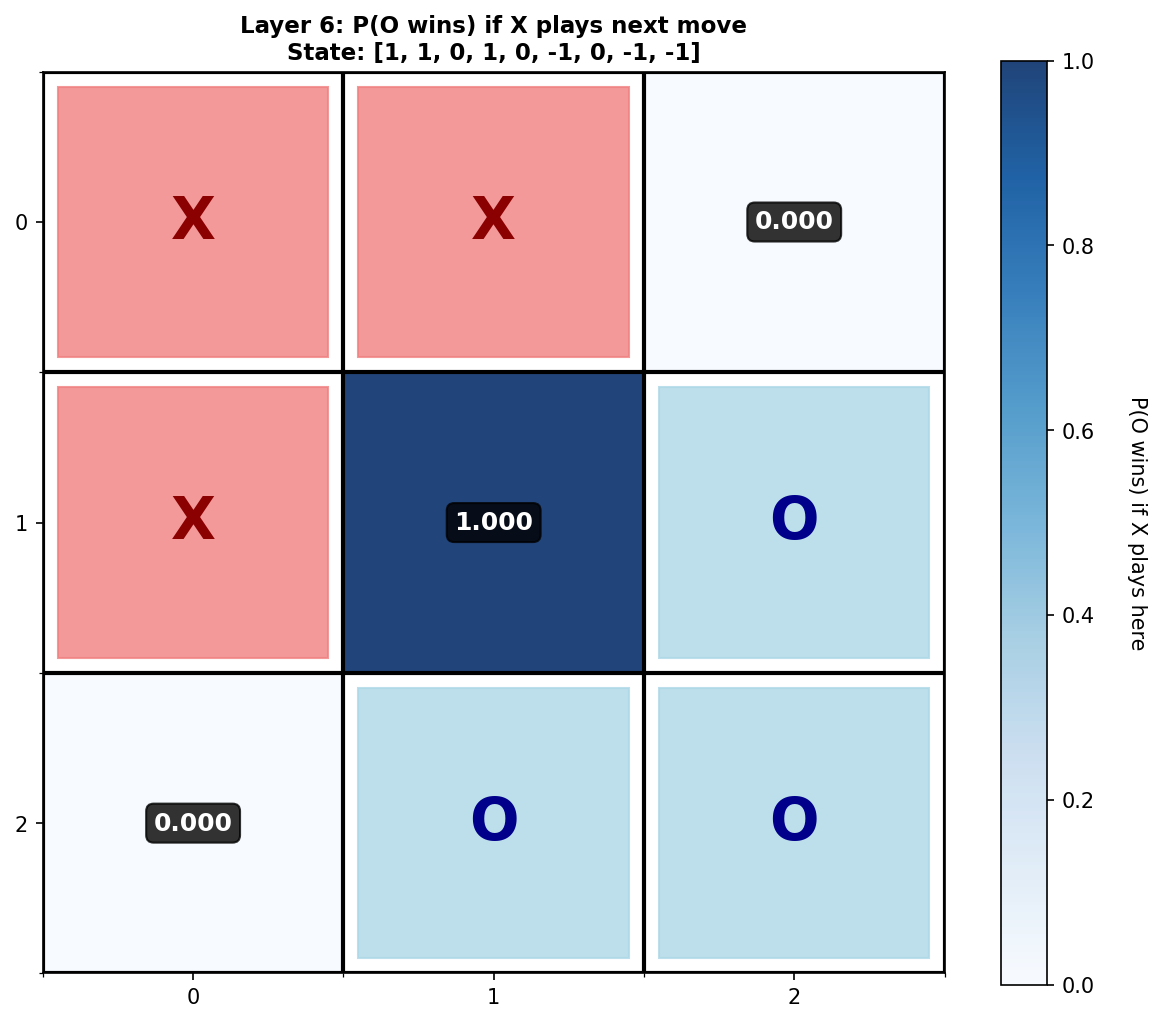 Layer 6: P(O wins) if X plays next move
State: [1, 1, 0, 1, 0, -1, 0, -1, -1]
0
X
X
0.000
1
X
1.000
O
2
0.000
O
O
0
1
2
1.0
0.8
0.6
0.4
0.2
0.0
P(O wins) if X plays here